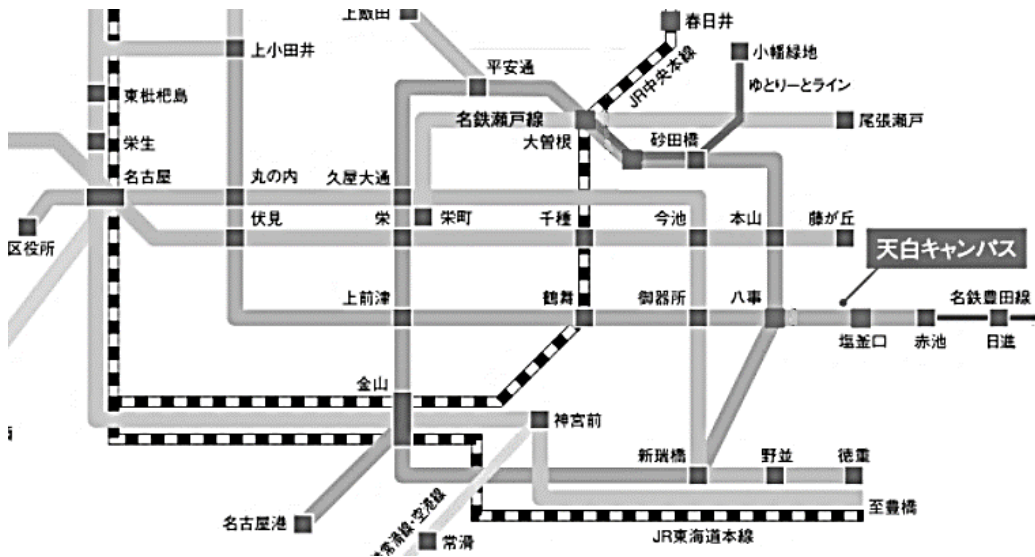 上飯田
春日井
上小田井
小幡緑地
平安通
JR中央本線
ゆとりーとライン
東枇杷島
名鉄瀬戸線
尾張瀬戸
大曽根
砂田橋
栄生
名古屋
丸の内
久屋大通
区役所
伏見
栄
栄町
千種
今池
本山
藤が丘
天白キャンパス
上前津
鶴舞
御器所
八事
名鉄豊田線
塩釜口
赤池
日進
金山
神宮前
新瑞橋
野並
徳重
至豊橋
名古屋港
常滑線・空港線
常滑
JR東海道本線